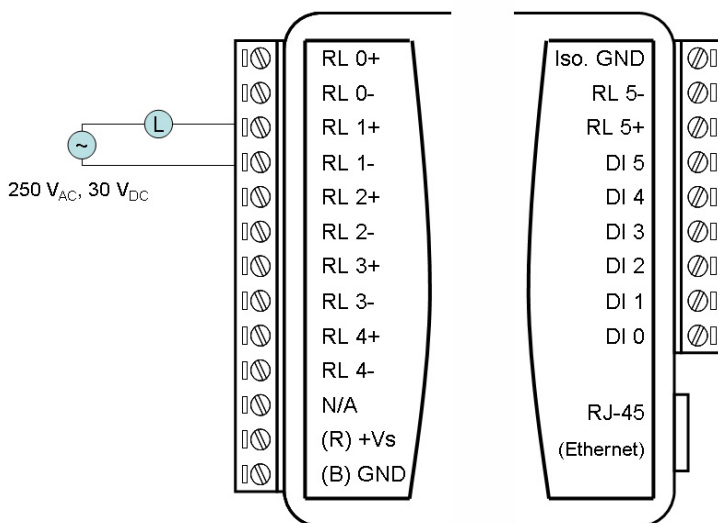 RL 0+
RL 0-
RL 1+
RL 1-
RL 2+
RL 2-
RL 3+
RL 3-
RL 4+
RL 4-
N/A
(R) +Vs
(B) GND
L
~
250 VAC, 30 VDC
Iso. GND
RL 5-
RL 5+
DI 5
DI 4
DI 3
DI 2
DI 1
DI 0
RJ-45
(Ethernet)